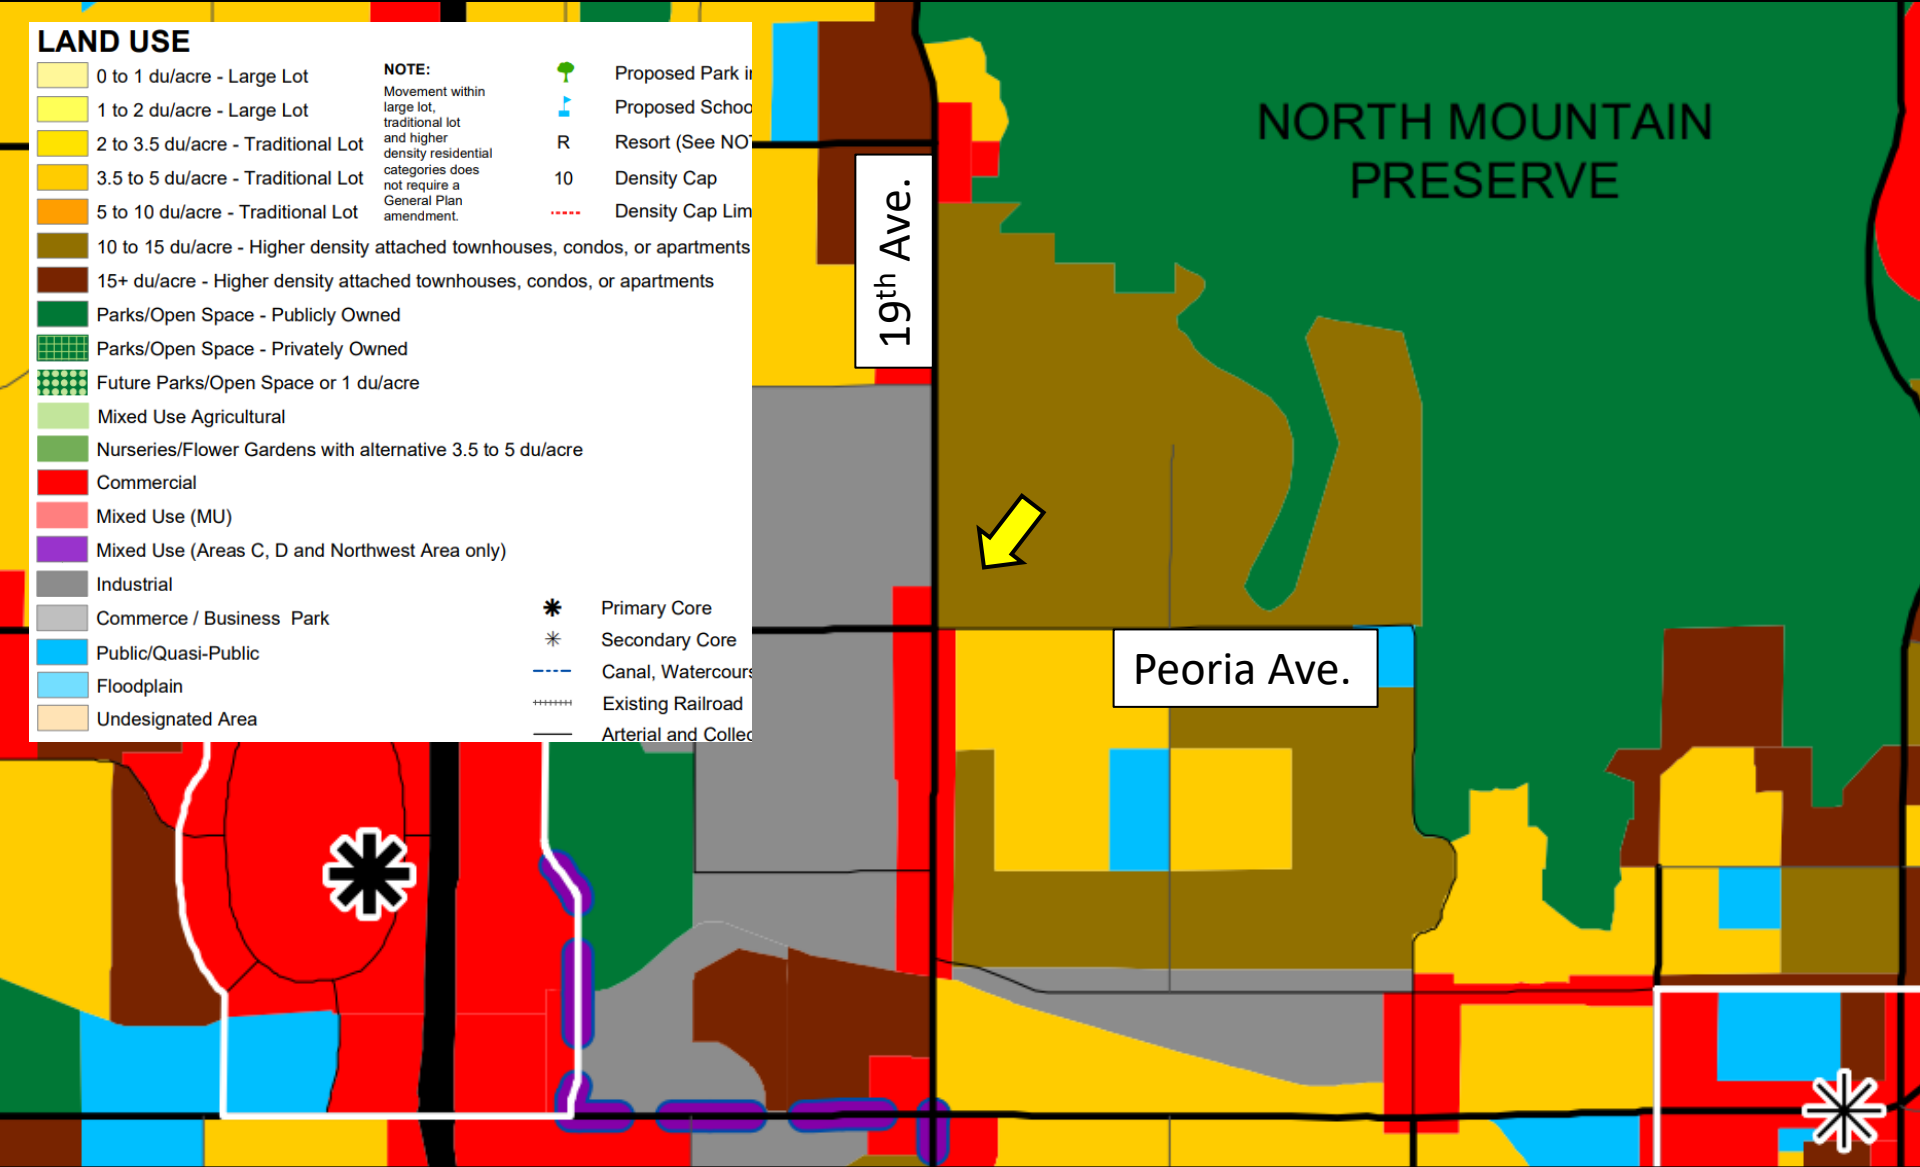 LAND USE
0 to 1 du/acre - Large Lot
1 to 2 du/acre - Large Lot
2 to 3.5 du/acre - Traditional Lot
3.5 to 5 du/acre - Traditional Lot
5 to 10 du/acre - Traditional Lot
10 to 15 du/acre - Higher density attached townhouses, condos, or apartments
15+ du/acre - Higher density attached townhouses, condos, or apartments
Parks/Open Space - Publicly Owned
Parks/Open Space - Privately Owned
Future Parks/Open Space or 1 du/acre
Mixed Use Agricultural
Nurseries/Flower Gardens with alternative 3.5 to 5 du/acre
Commercial
Mixed Use (MU)
Mixed Use (Areas C, D and Northwest Area only)
Industrial
Commerce / Business Park
Public/Quasi-Public
Floodplain
Undesignated Area
NOTE:
Movement within
large lot,
traditional lot
and higher
density residential
categories does
not require a
General Plan
amendment.
Proposed Park i
Proposed Schoo
R Resort (See NO
10 Density Cap
Density Cap Lim
Primary Core
Secondary Core
Canal, Watercours
Existing Railroad
Arterial and Collec
19th Ave.
NORTH MOUNTAIN
PRESERVE
Peoria Ave.